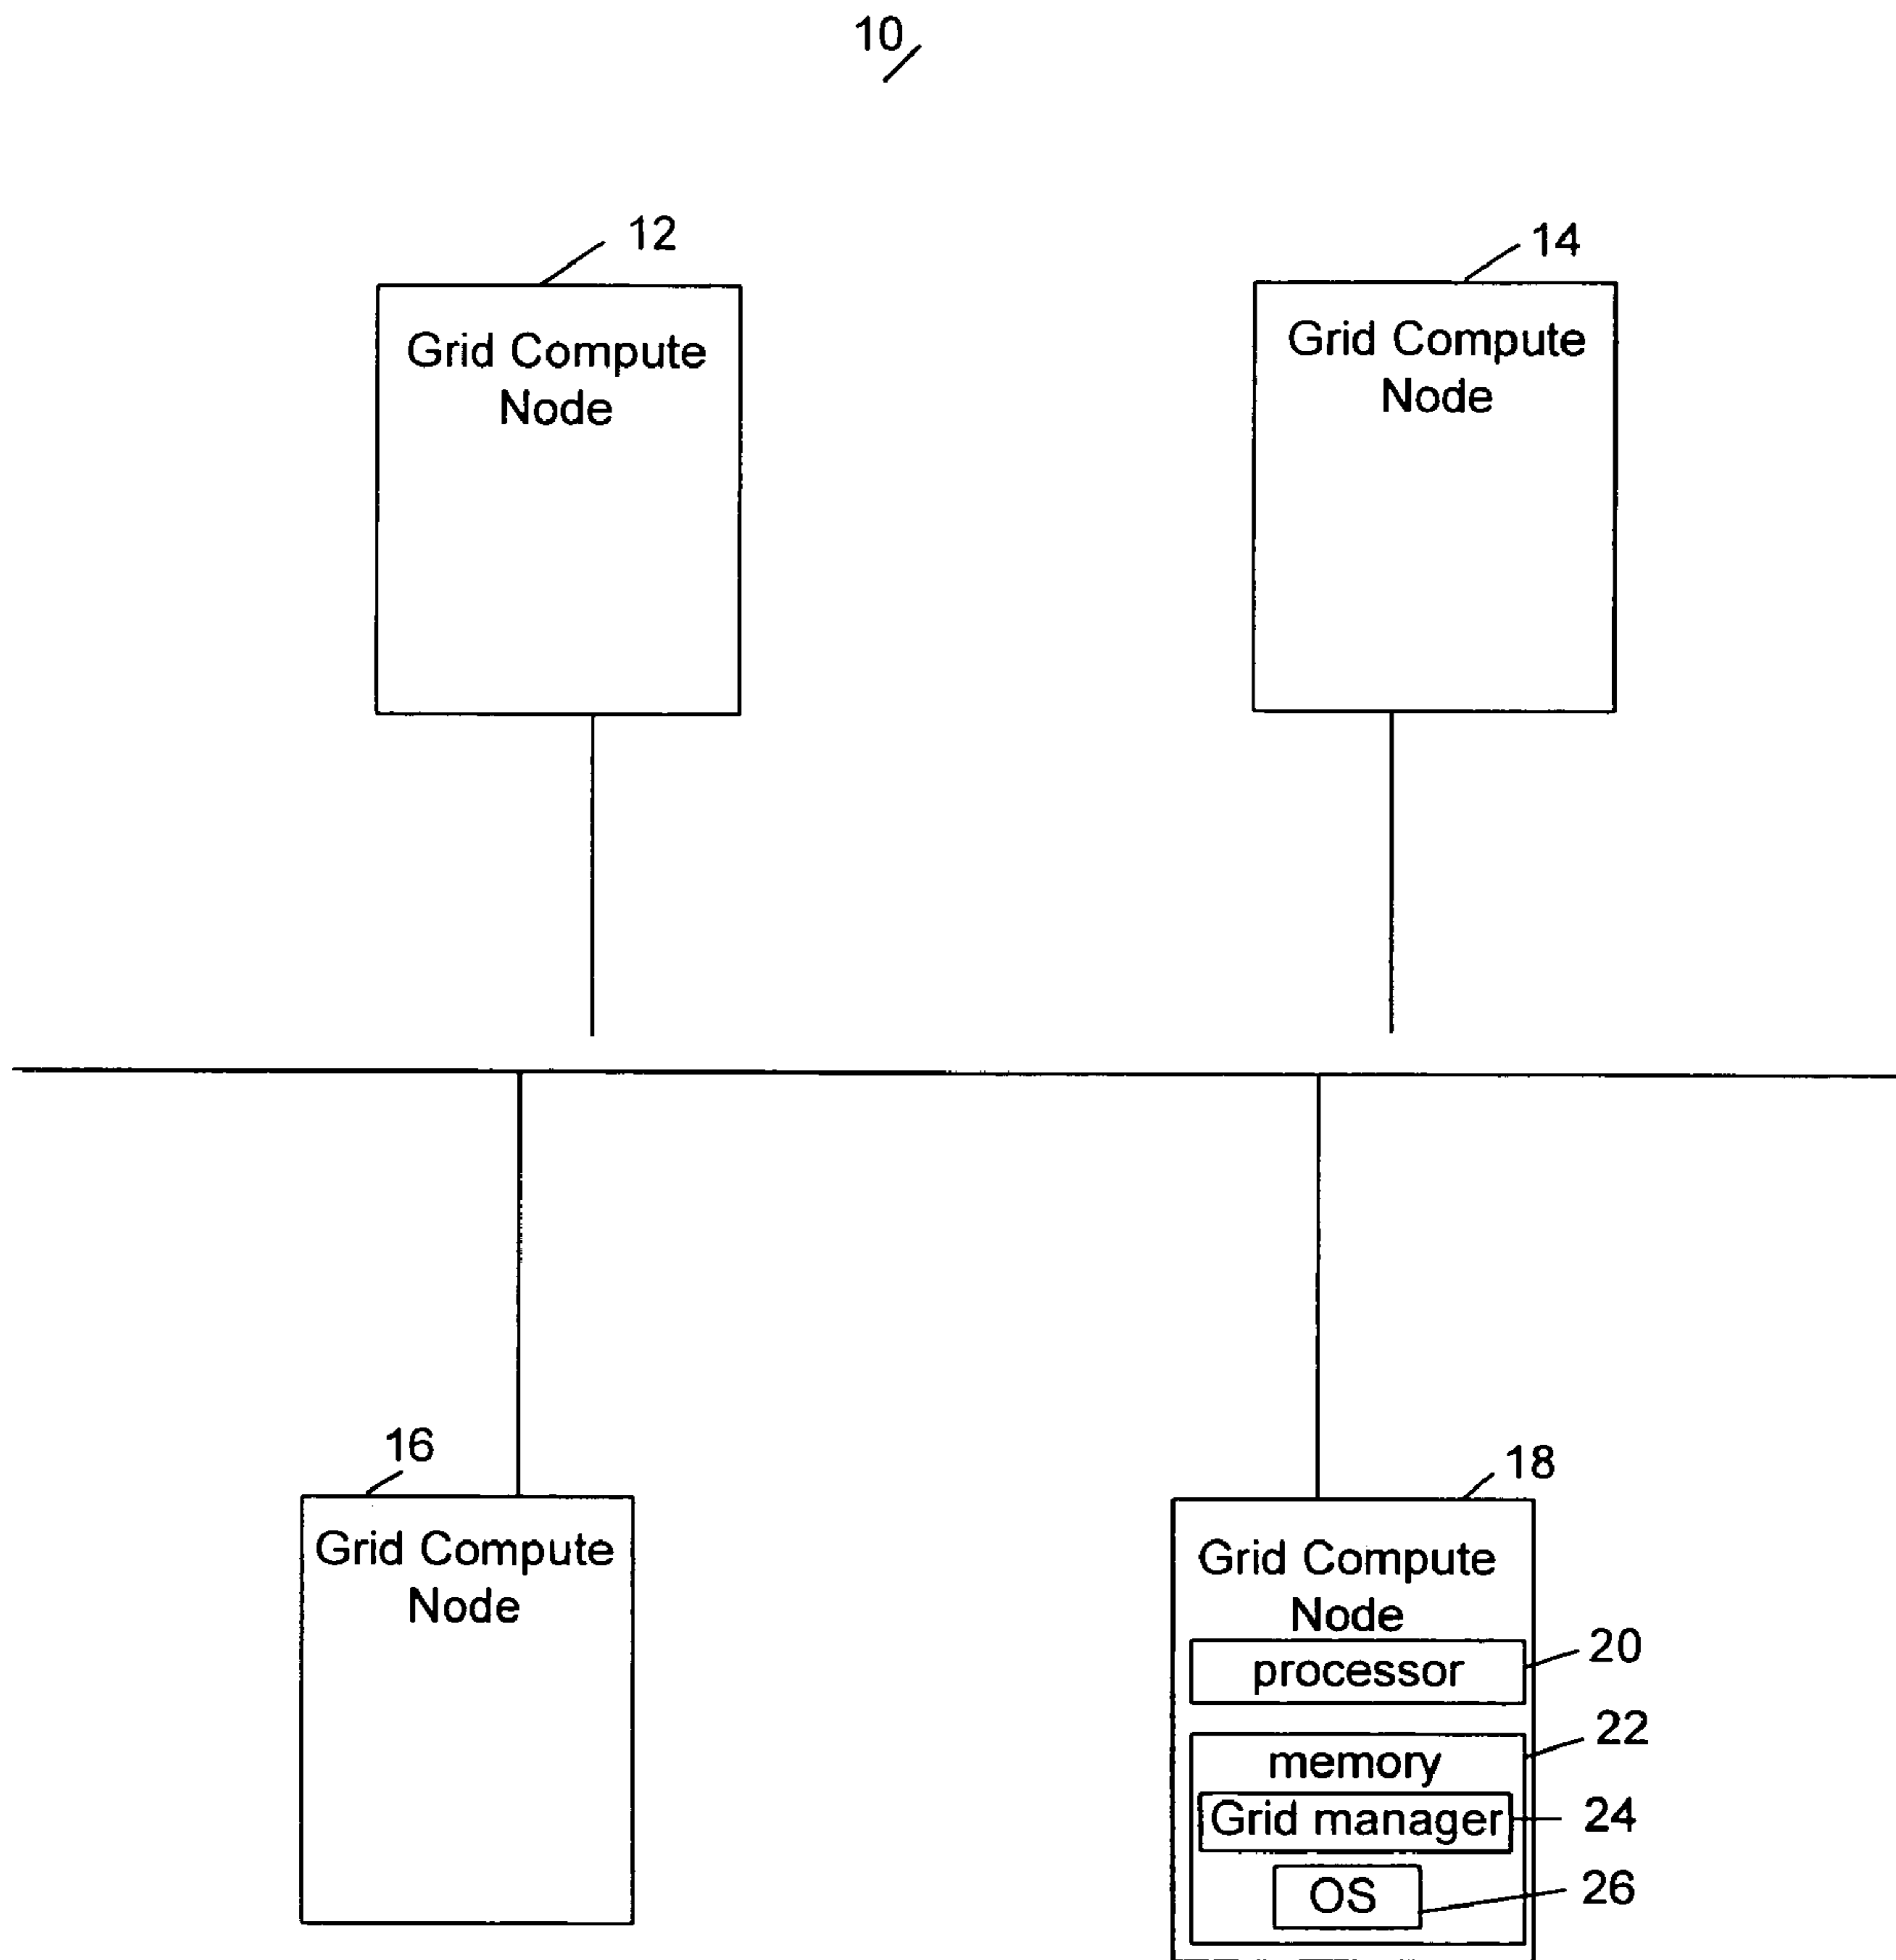 10
12
14
Grid Compute
Node
Grid Compute
Node
16
18
Grid Compute
Node
Grid Compute
Node
20
processor
22
memory
Grid manager
24
OS
26